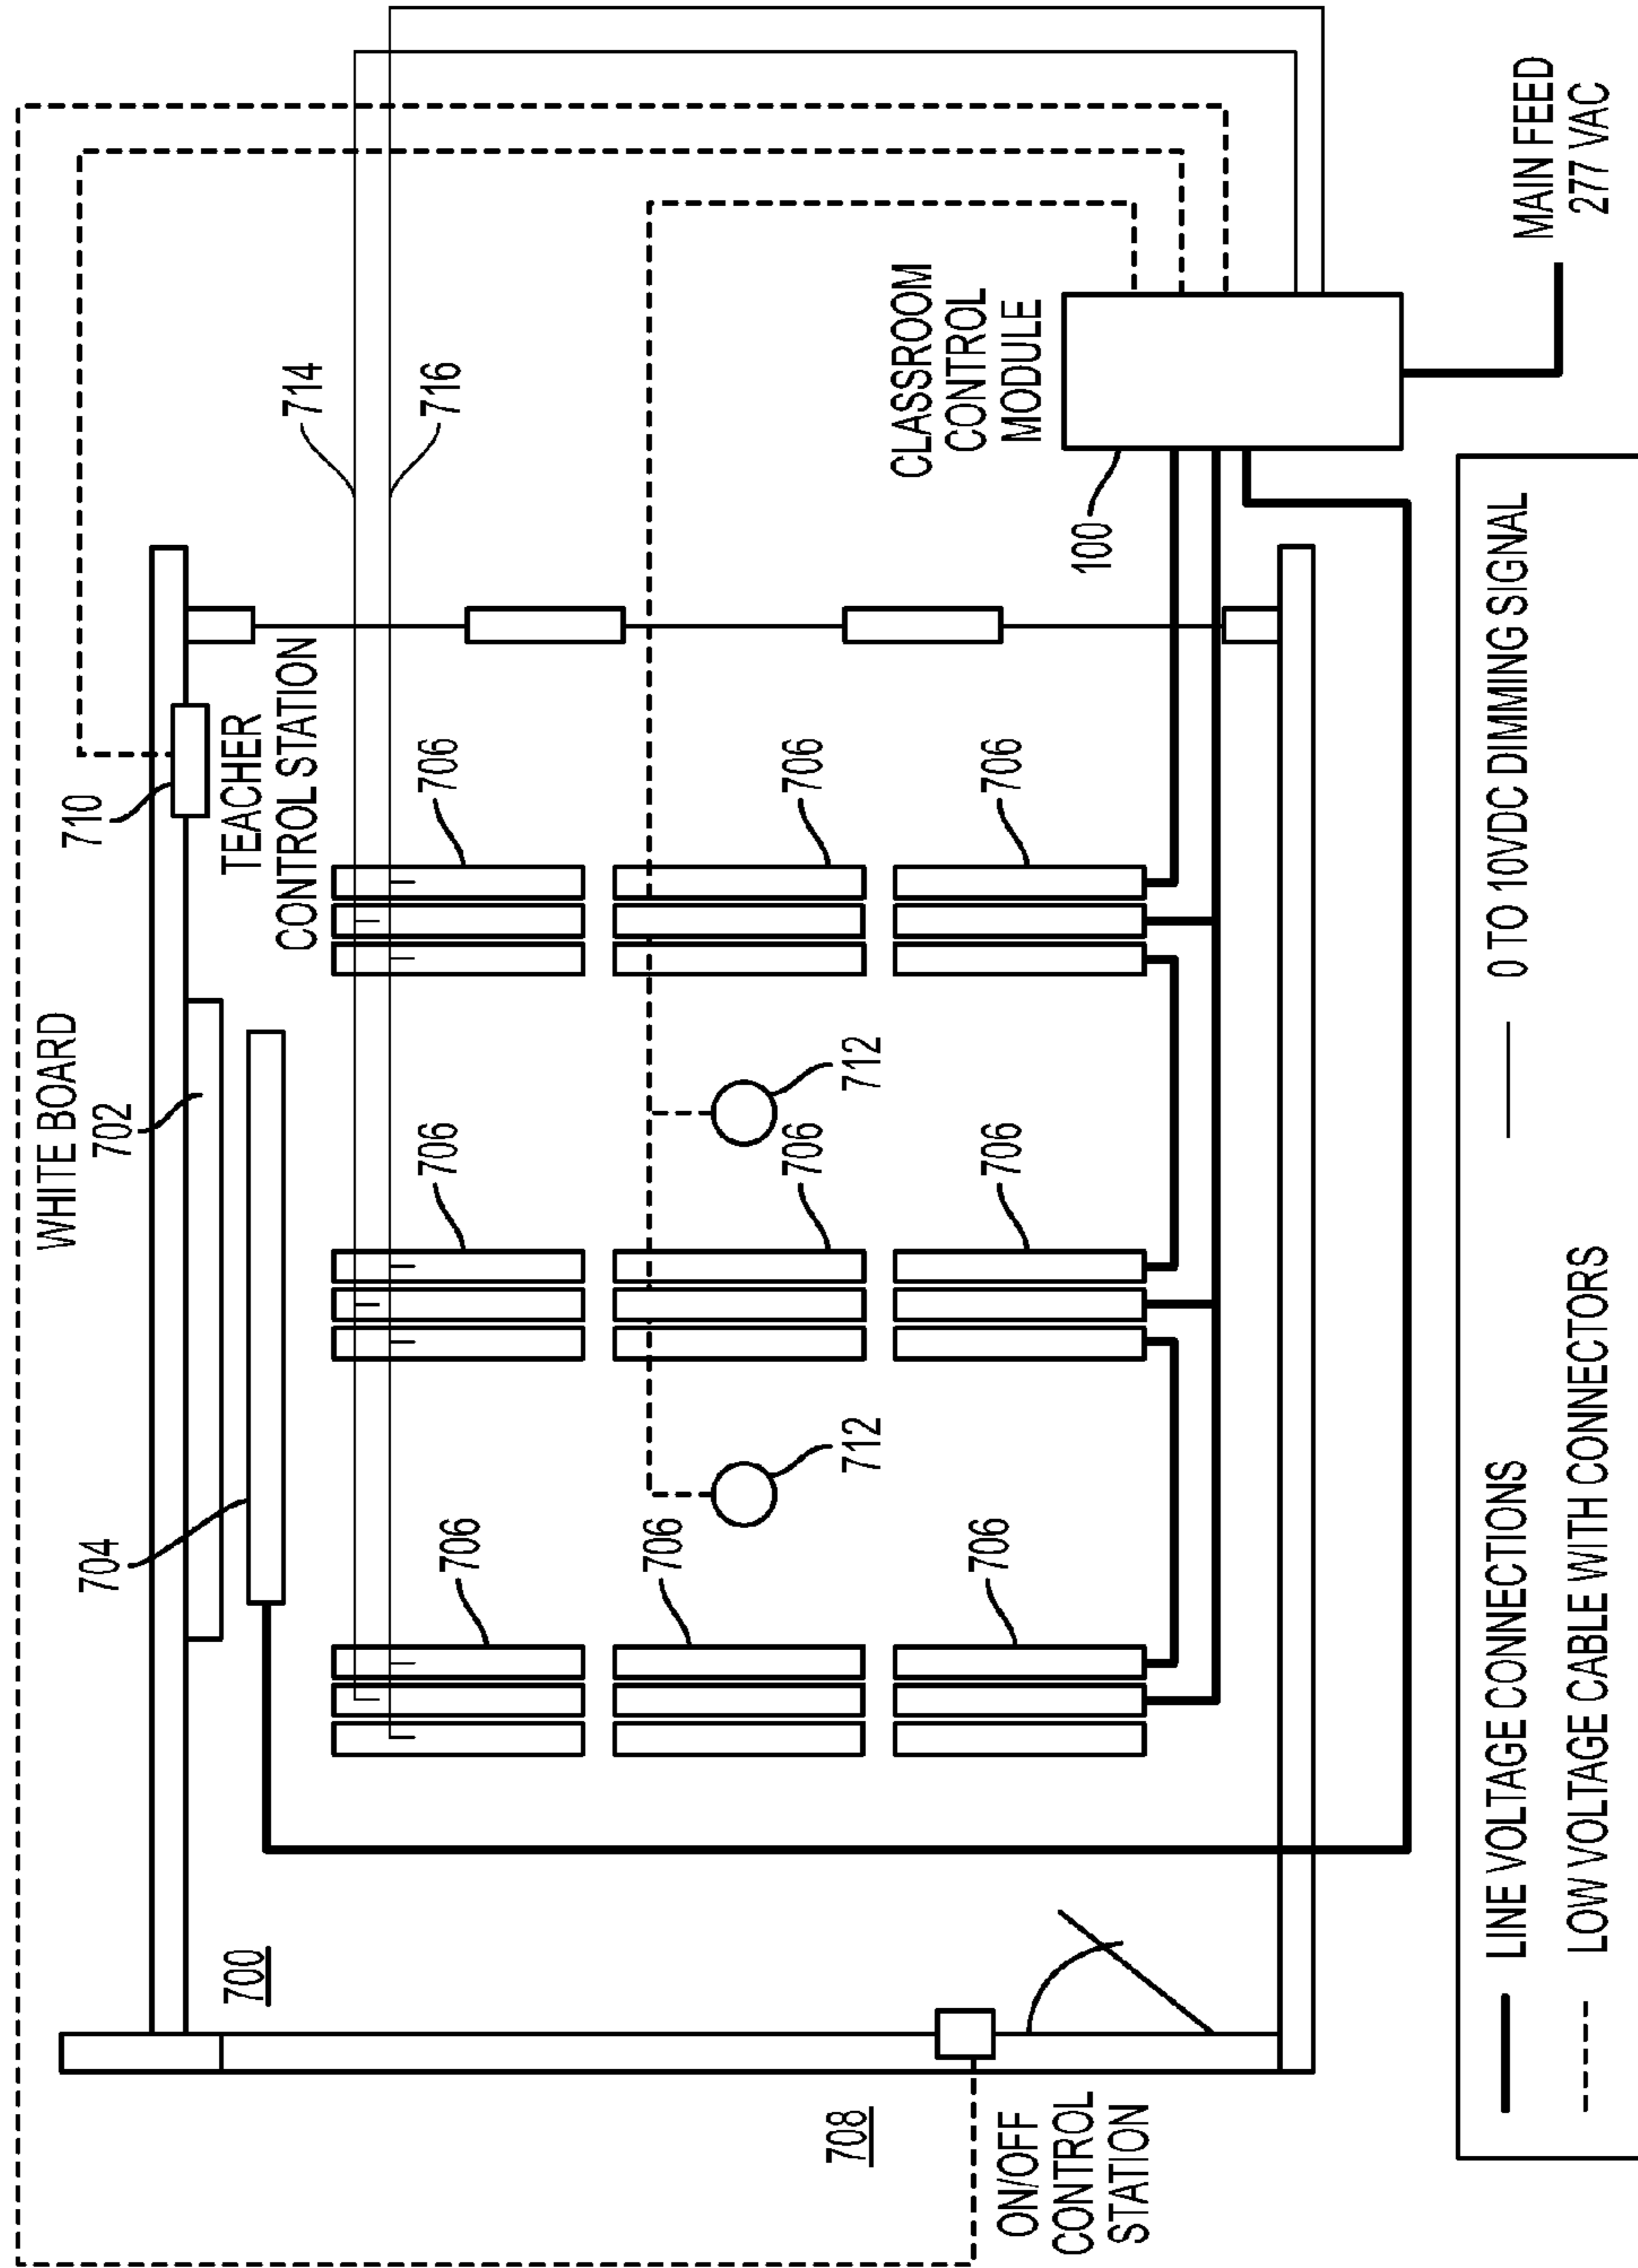 WHITE BOARD
702
704
710
TEACHER
CONTROL STATION
714
716
700
706
706
706
706
706
706
706
706
706
712
712
708
ON/OFF
CONTROL
STATION
CLASSROOM
CONTROL
MODULE
100
MAIN FEED
277 VAC
LINE VOLTAGE CONNECTIONS
0 TO 10VDC DIMMING SIGNAL
LOW VOLTAGE CABLE WITH CONNECTORS